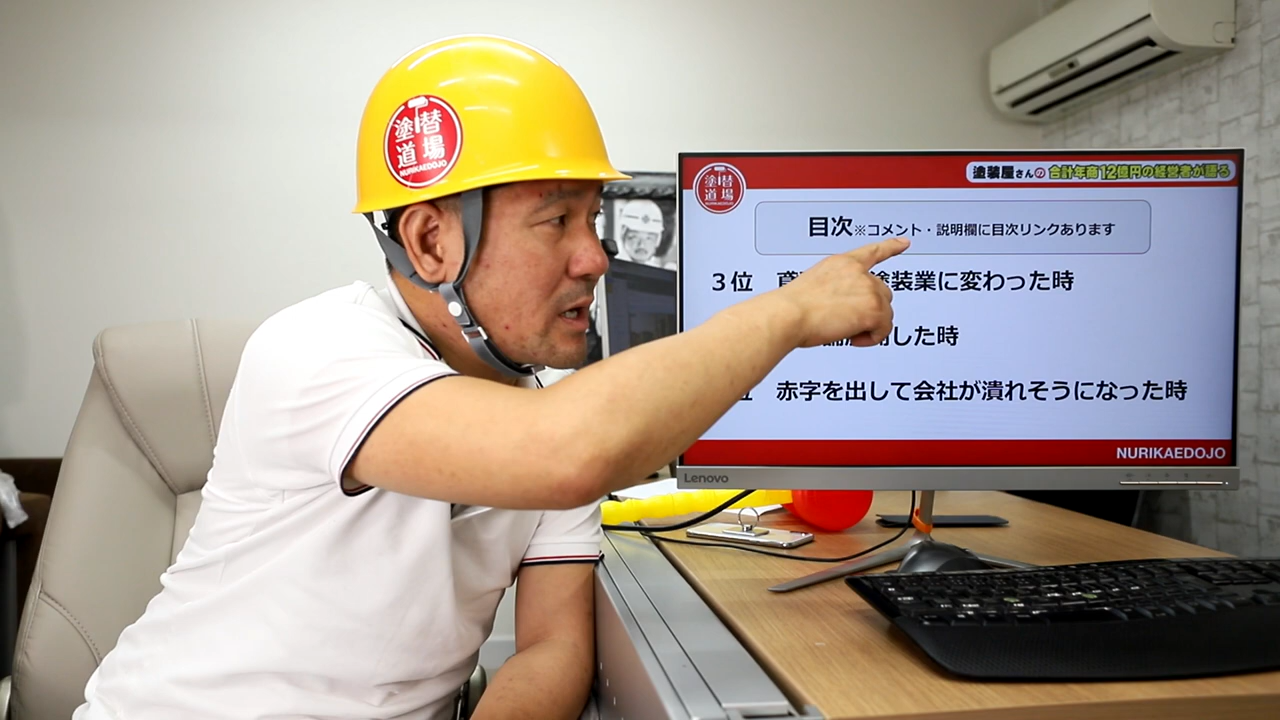 塗替
道場
NURIKAEDOJO
塗替
道場
塗装屋さんの 合計年商12億円の経営者が語る
目次※コメント・説明欄に目次リンクあります
3位 鳶 塗装業に変わった時
した時
位 赤字を出して会社が潰れそうになった時
NURIKAEDOJO
Lenovo